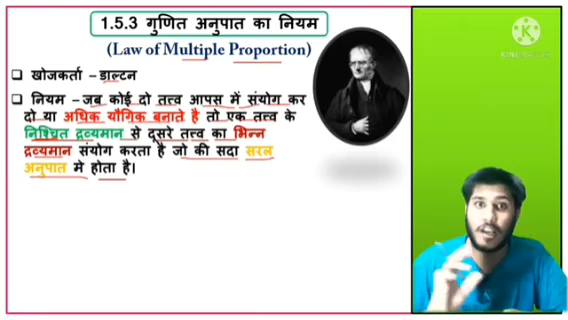 1.5.3 गुणित अनुपात का नियम
(Law of Multiple Proportion)
खोजकर्ता – डाल्टन
नियम – जब कोई दो तत्त्व आपस में संयोग कर
दो या अधिक यौगिक बनाते है तो एक तत्त्व के
निश्चित द्रव्यमान से दूसरे तत्त्व का भिन्न
द्रव्यमान संयोग करता है जो की सदा सरल
अनुपात मे होता है।